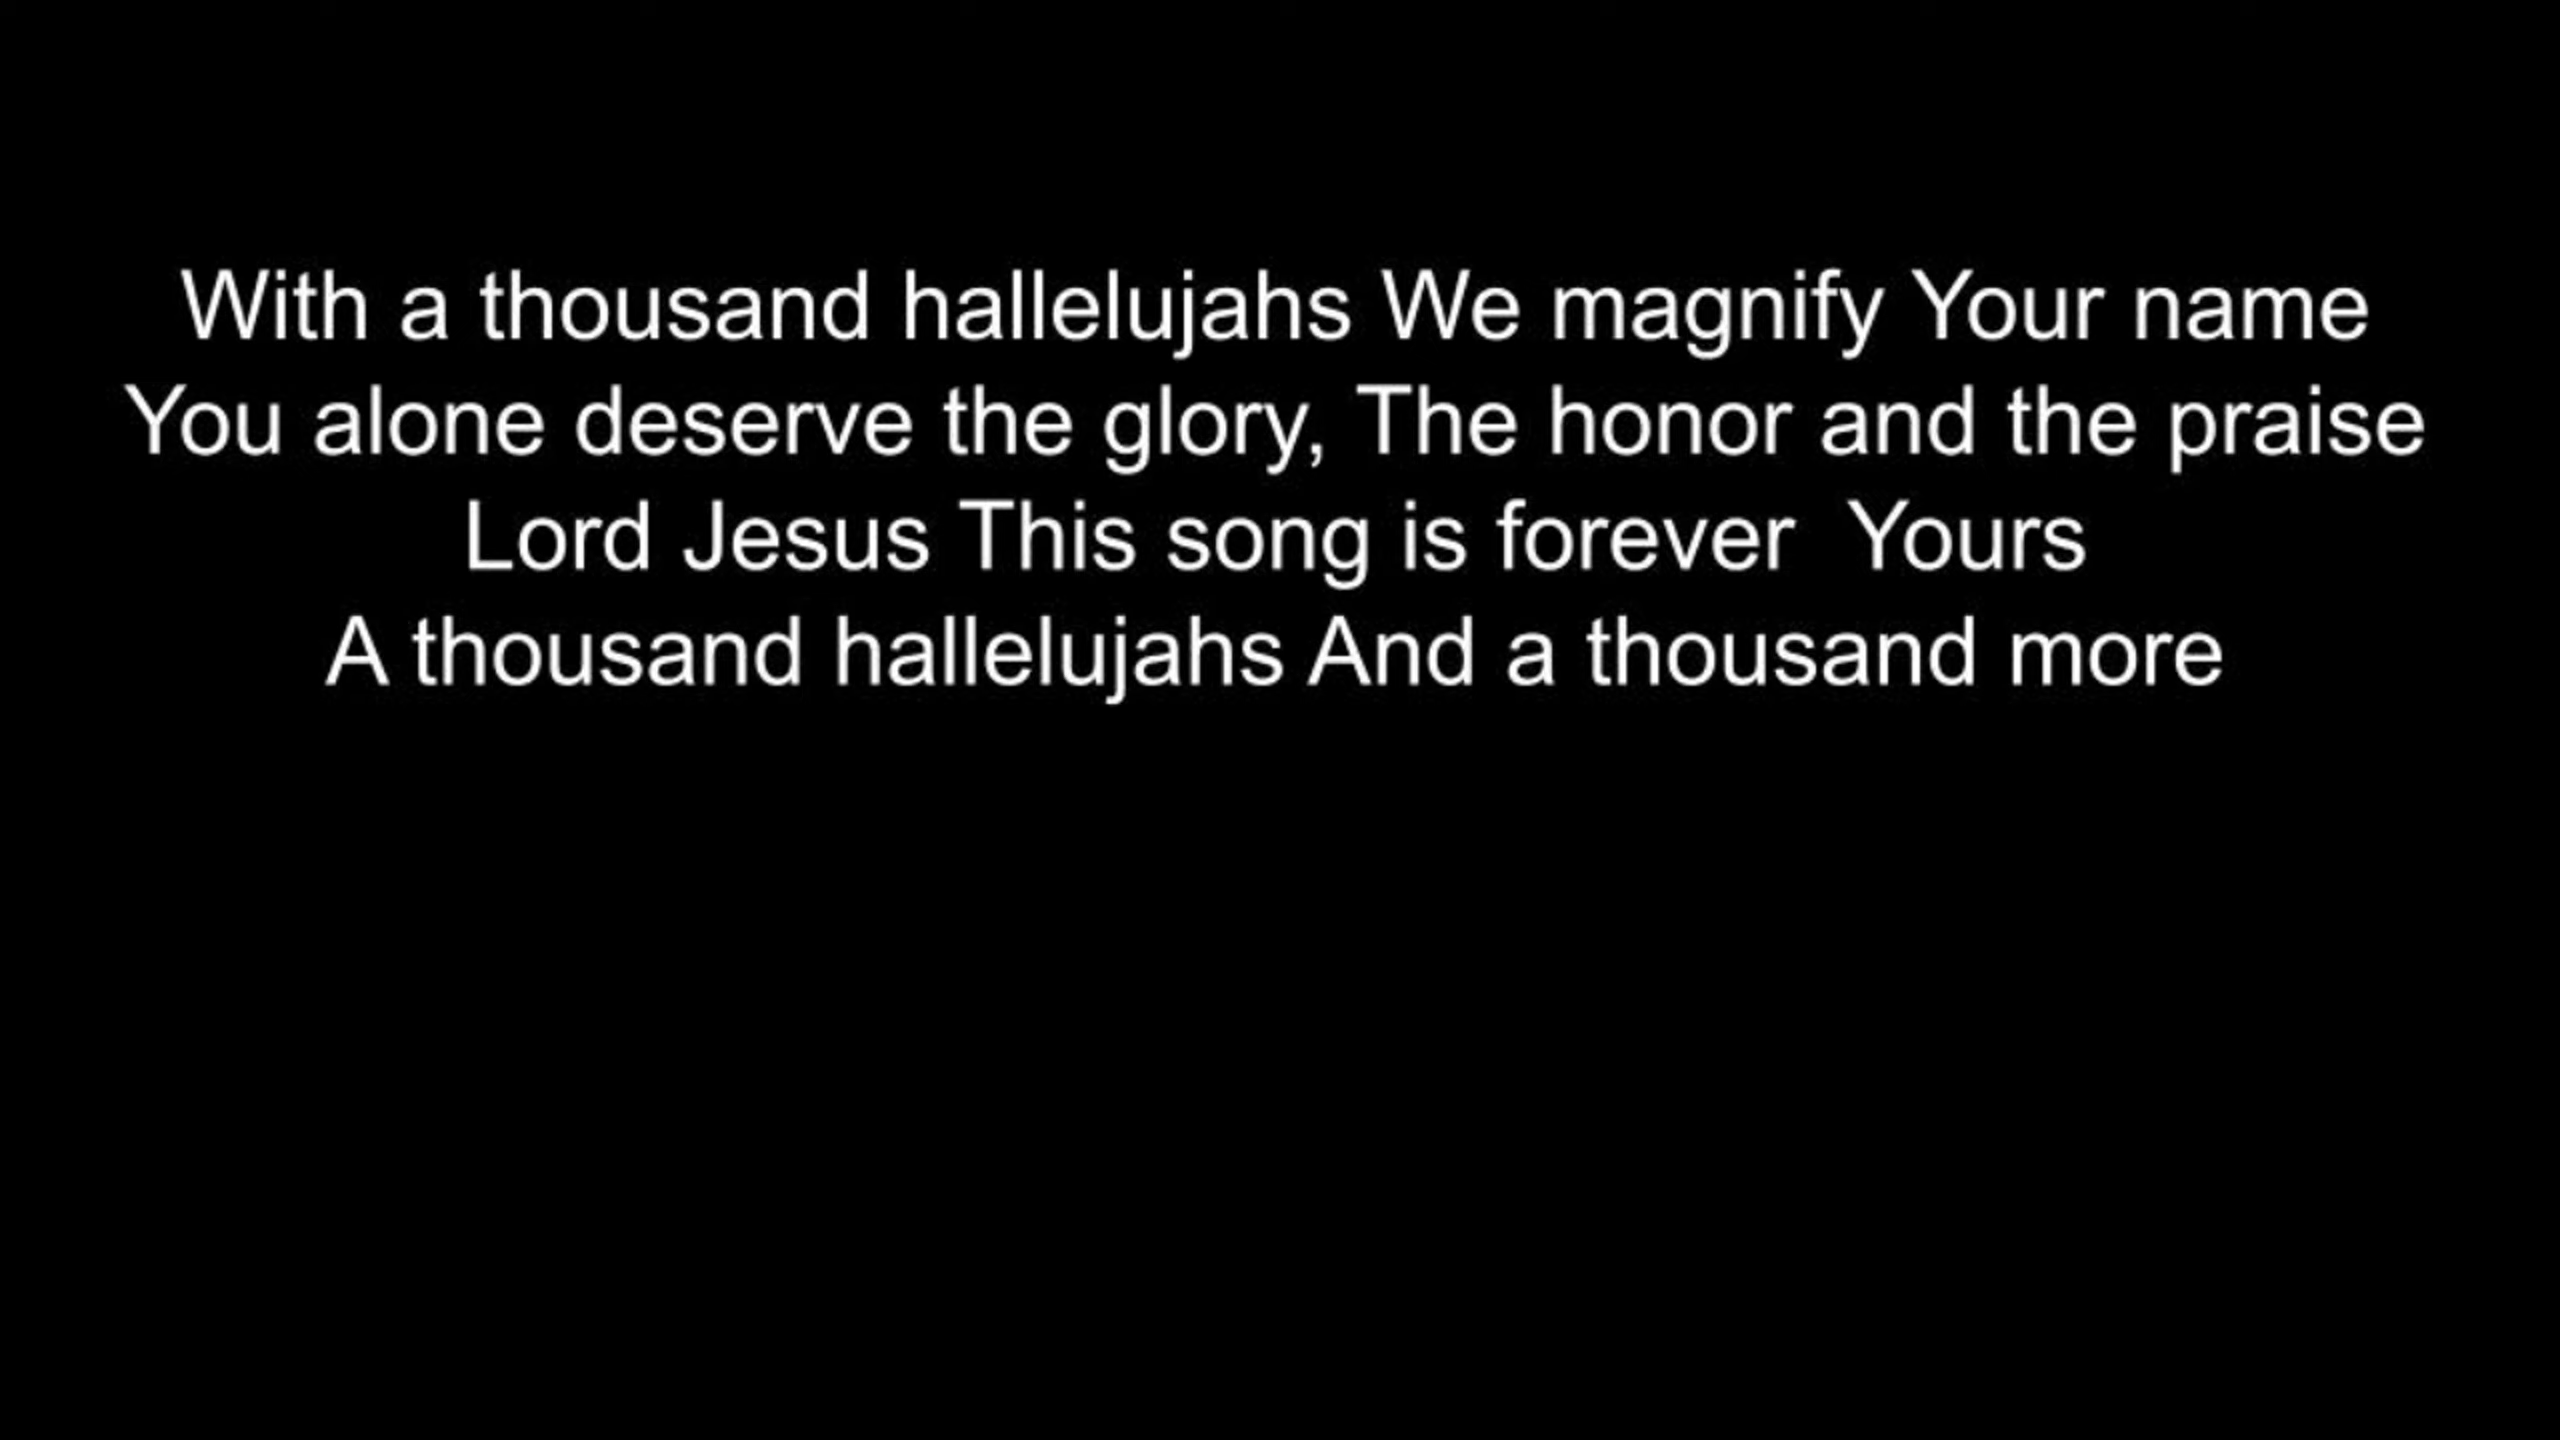 With a thousand hallelujahs We magnify Your name
You alone deserve the glory, The honor and the praise
Lord Jesus This song is forever  Yours
A thousand hallelujahs And a thousand more